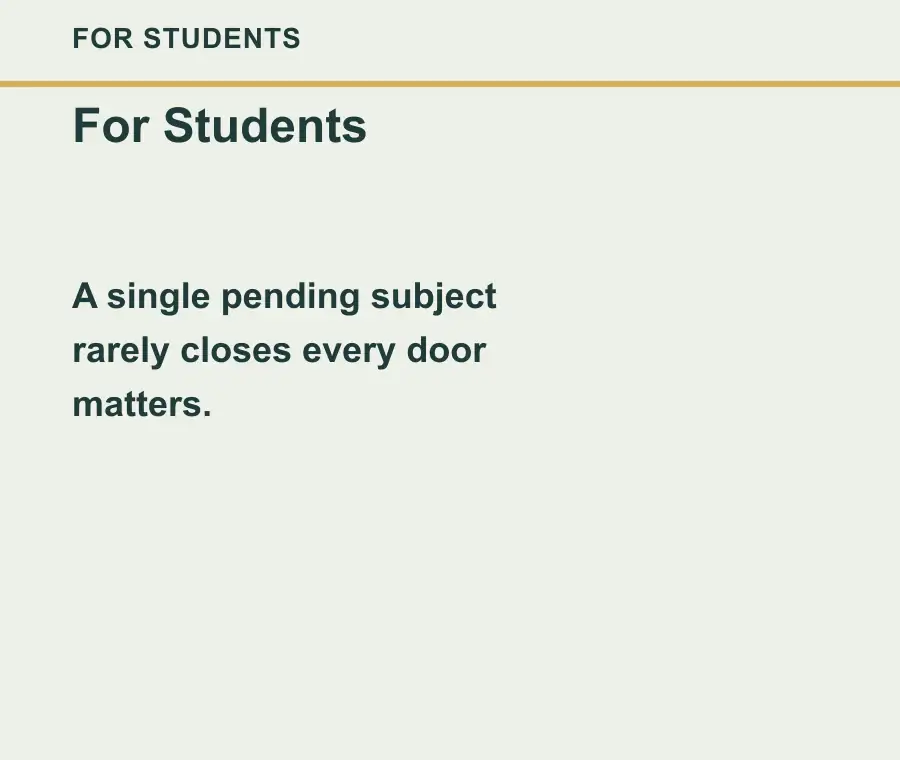 FOR STUDENTS
For Students
A single pending subject
rarely closes every door
matters.